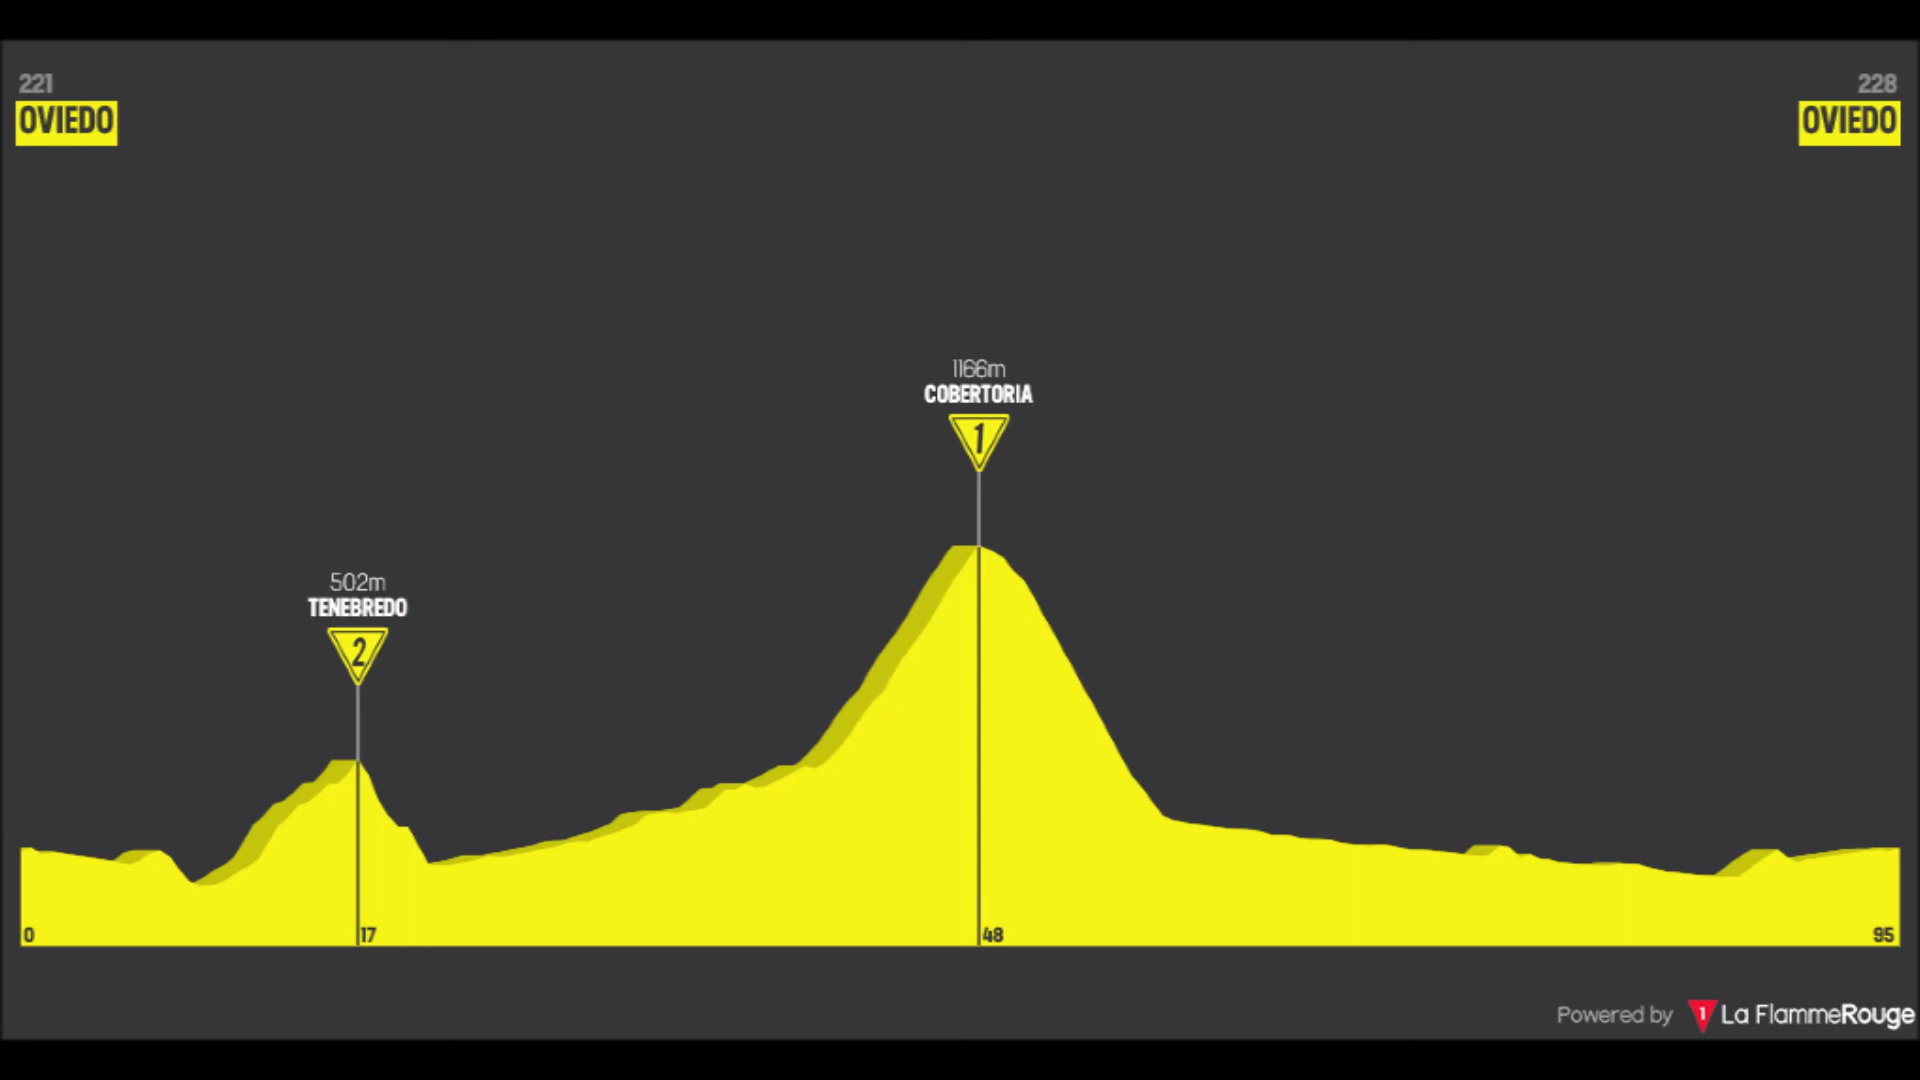 221
OVIEDO
228
OVIEDO
1166m
COBERTORIA
1
502m
TENEBREDO
2
0
17
48
95
Powered by 1 La FlammeRouge